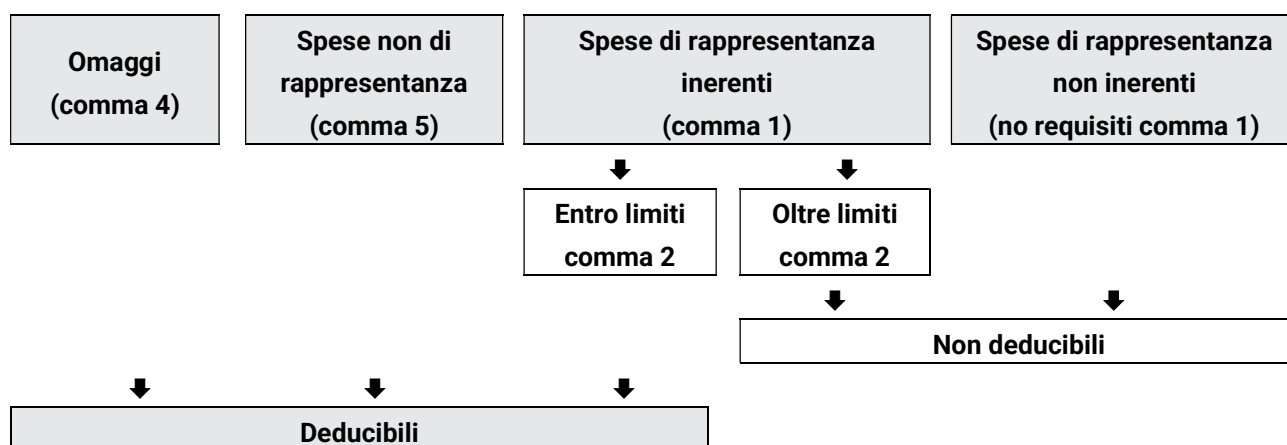 Omaggi
(comma 4)
Spese non di
rappresentanza
(comma 5)
Spese di rappresentanza
inerenti
(comma 1)
Spese di rappresentanza
non inerenti
(no requisiti comma 1)
Entro limiti
comma 2
Oltre limiti
comma 2
Non deducibili
Deducibili